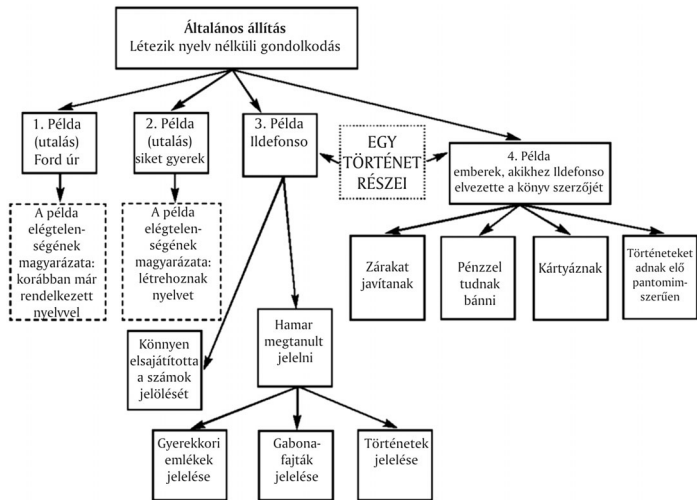 Általános állítás
Létezik nyelv nélküli gondolkodás
1. Példa
(utalás)
Ford úr
2. Példa
(utalás)
siket gyerek
3. Példa
Ildefonso
EGY
TÖRTÉNET
RÉSZEI
4. Példa
emberek, akikhez Ildefonso
elvezette a könyv szerzőjét
A példa
elégtelen-
ségének
magyarázata:
korábban már
rendelkezett
nyelvvel
A példa
elégtelen-
ségének
magyarázata:
létrehoznak
nyelvet
Zárakat
javítanak
Pénzzel
tudnak
bánni
Kártyáznak
Történeteket
adnak elő
pantomim-
szerűen
Könnyen
elsajátította
a számok
jelölését
Hamar
megtanult
jelelni
Gyerekkori
emlékek
jelelése
Gabona-
fajták
jelelése
Történetek
jelelése